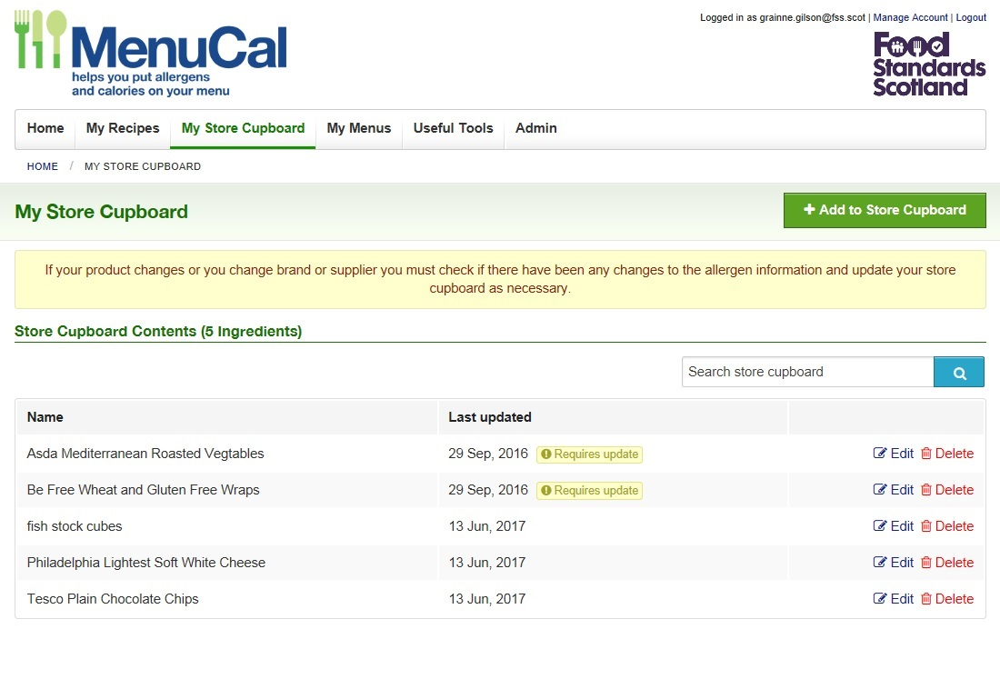 Logged in as grainne.gilson@fss.scot | Manage Account | Logout
MenuCal
helps you put allergens
and calories on your menu
Food
Standards
Scotland
Home My Recipes My Store Cupboard My Menus Useful Tools Admin
HOME / MY STORE CUPBOARD
My Store Cupboard
+ Add to Store Cupboard
If your product changes or you change brand or supplier you must check if there have been any changes to the allergen information and update your store
cupboard as necessary.
Store Cupboard Contents (5 Ingredients)
Search store cupboard
Name Last updated
Asda Mediterranean Roasted Vegtables 29 Sep, 2016 Requires update Edit Delete
Be Free Wheat and Gluten Free Wraps 29 Sep, 2016 Requires update Edit Delete
fish stock cubes 13 Jun, 2017 Edit Delete
Philadelphia Lightest Soft White Cheese 13 Jun, 2017 Edit Delete
Tesco Plain Chocolate Chips 13 Jun, 2017 Edit Delete